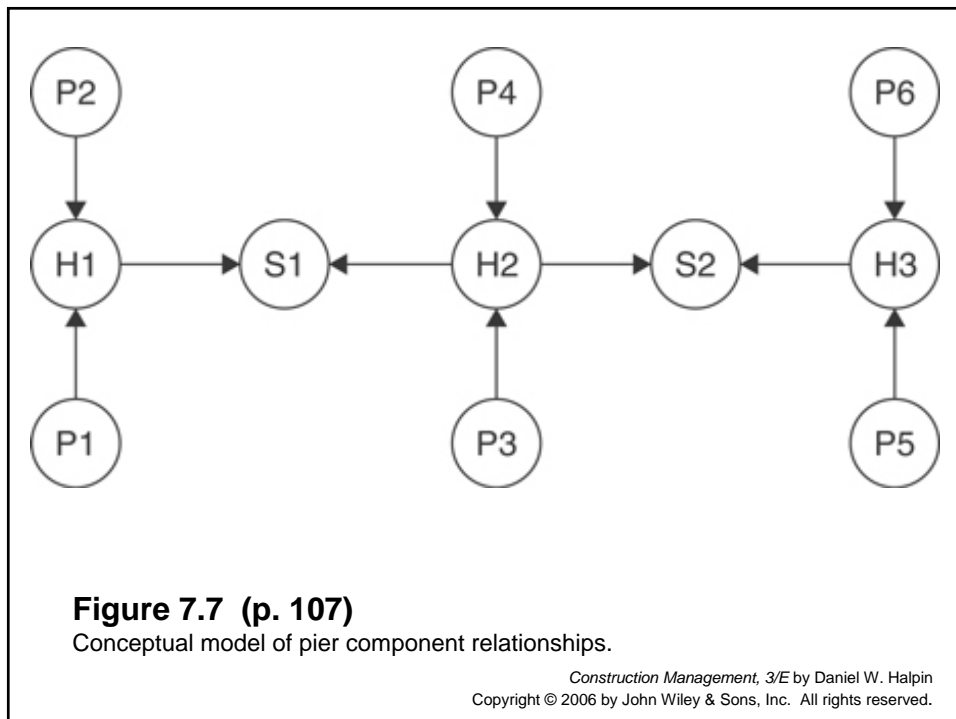 P2 P4 P6
H1 S1 H2 S2 H3
P1 P3 P5
Figure 7.7 (p. 107)
Conceptual model of pier component relationships.
Construction Management, 3/E by Daniel W. Halpin
Copyright © 2006 by John Wiley & Sons, Inc. All rights reserved.